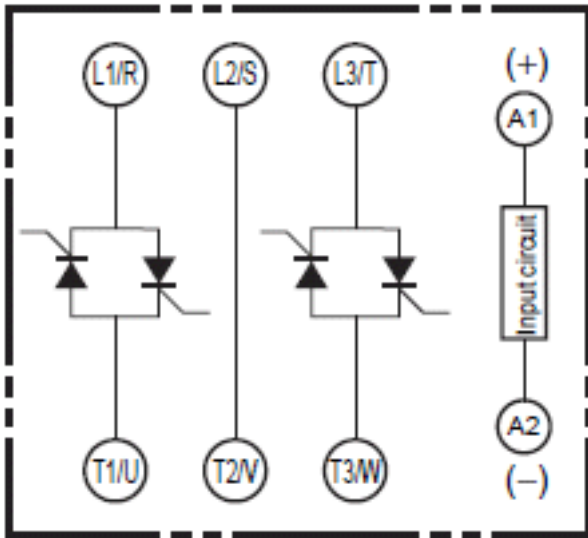 L1/R L2/S L3/T (+)
A1
Input circuit
A2
T1/U T2/V T3/W (−)